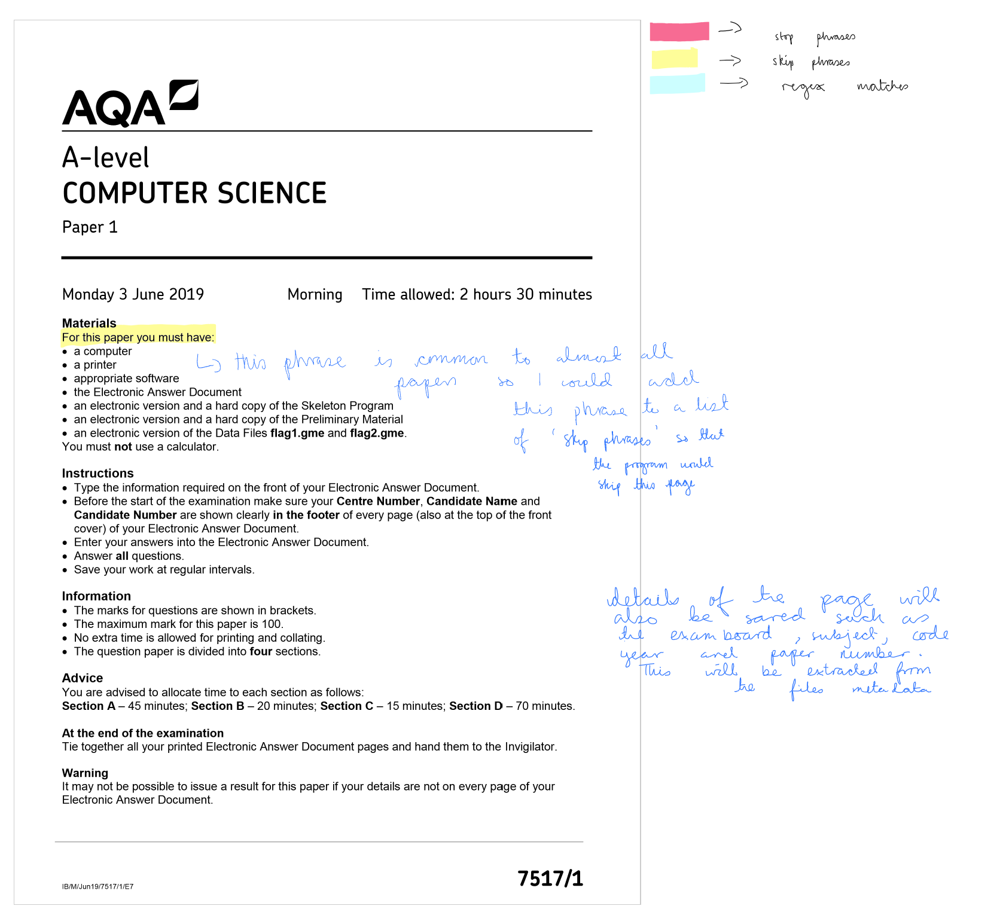 AQA
A-level
COMPUTER SCIENCE
Paper 1
Monday 3 June 2019 Morning Time allowed: 2 hours 30 minutes
Materials
For this paper you must have:
• a computer
• a printer
• appropriate software
• the Electronic Answer Document
• an electronic version and a hard copy of the Skeleton Program
• an electronic version and a hard copy of the Preliminary Material
• an electronic version of the Data Files flag1.gme and flag2.gme.
You must not use a calculator.
Instructions
• Type the information required on the front of your Electronic Answer Document.
• Before the start of the examination make sure your Centre Number, Candidate Name and
Candidate Number are shown clearly in the footer of every page (also at the top of the front
cover) of your Electronic Answer Document.
• Enter your answers into the Electronic Answer Document.
• Answer all questions.
• Save your work at regular intervals.
Information
• The marks for questions are shown in brackets.
• The maximum mark for this paper is 100.
• No extra time is allowed for printing and collating.
• The question paper is divided into four sections.
Advice
You are advised to allocate time to each section as follows:
Section A – 45 minutes; Section B – 20 minutes; Section C – 15 minutes; Section D – 70 minutes.
At the end of the examination
Tie together all your printed Electronic Answer Document pages and hand them to the Invigilator.
Warning
It may not be possible to issue a result for this paper if your details are not on every page of your
Electronic Answer Document.
IB/M/Jun19/7517/1/E7
7517/1
→ stop phrases
→ skip phrases
→ regex matches
↳ this phrase is common to almost all
papers so I could add
this phrase to a list
of 'skip phrases' so that
the program would
skip this page
details of the page will
also be saved such as
the exam board, subject, code
year and paper number.
This will be extracted from
the files metadata